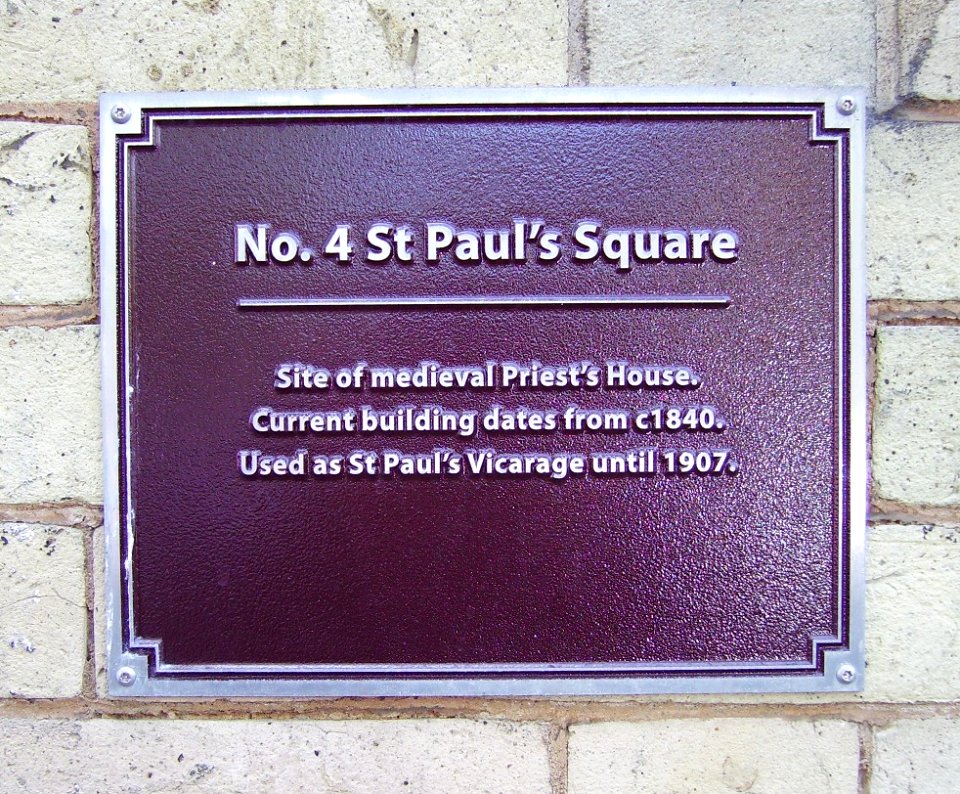 No. 4 St Paul's Square
Site of medieval Priest's House.
Current building dates from c1840.
Used as St Paul's Vicarage until 1907.